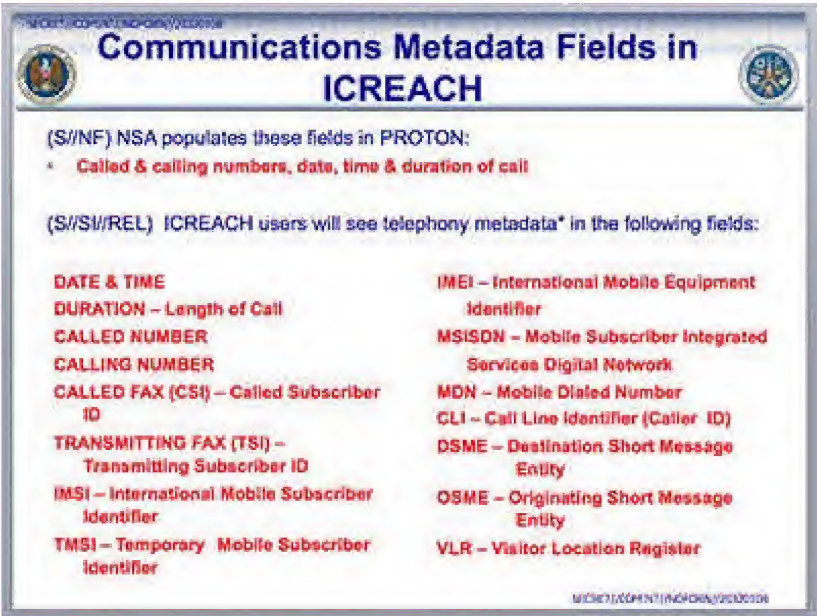 Communications Metadata Fields in
ICREACH
(S//NF) NSA populates these fields in PROTON:
• Called & calling numbers, date, time & duration of call
(S//SI//REL) ICREACH users will see telephony metadata* in the following fields:
DATE & TIME
DURATION – Length of Call
CALLED NUMBER
CALLING NUMBER
CALLED FAX (CSI) – Called Subscriber
ID
TRANSMITTING FAX (TSI) –
Transmitting Subscriber ID
IMSI – International Mobile Subscriber
Identifier
TMSI – Temporary Mobile Subscriber
Identifier
IMEI – International Mobile Equipment
Identifier
MSISDN – Mobile Subscriber Integrated
Services Digital Network
MDN – Mobile Dialed Number
CLI – Call Line Identifier (Caller ID)
DSME – Destination Short Message
Entity
OSME – Originating Short Message
Entity
VLR – Visitor Location Register